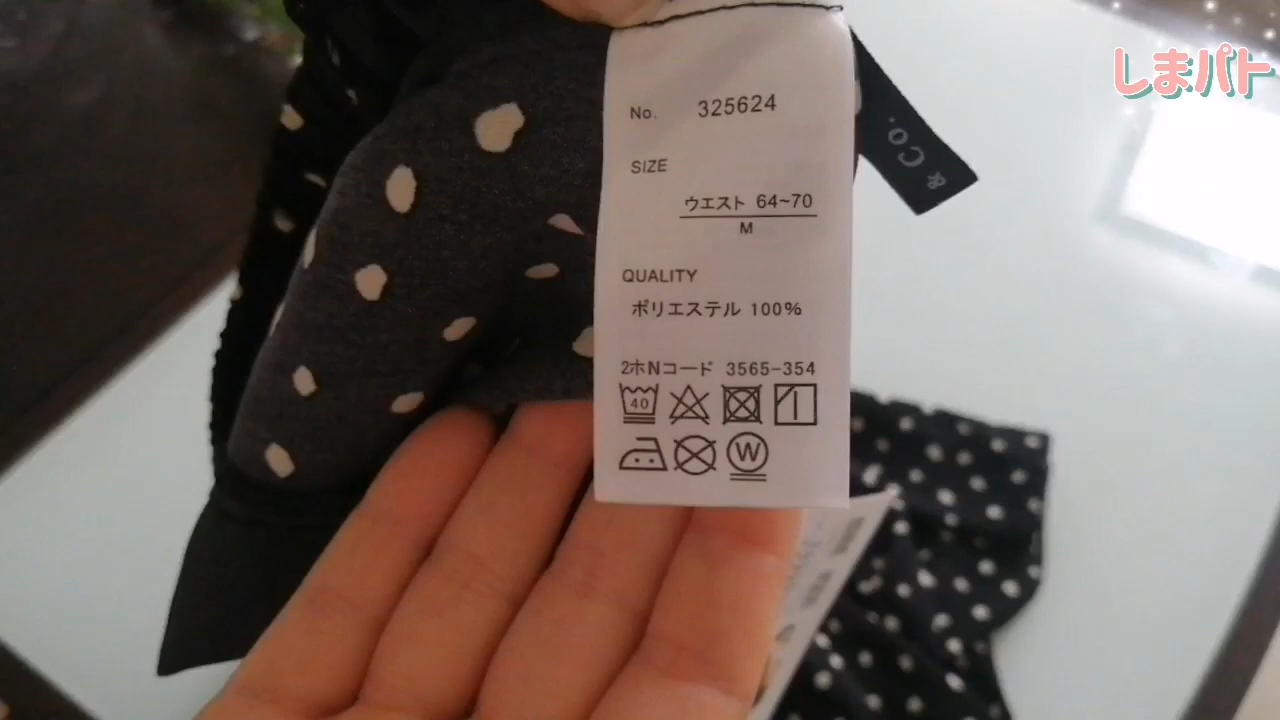 しまパト
No. 325624
SIZE
ウエスト 64~70
M
QUALITY
ポリエステル 100%
2ホNコード 3565-354
40
W
& Co.